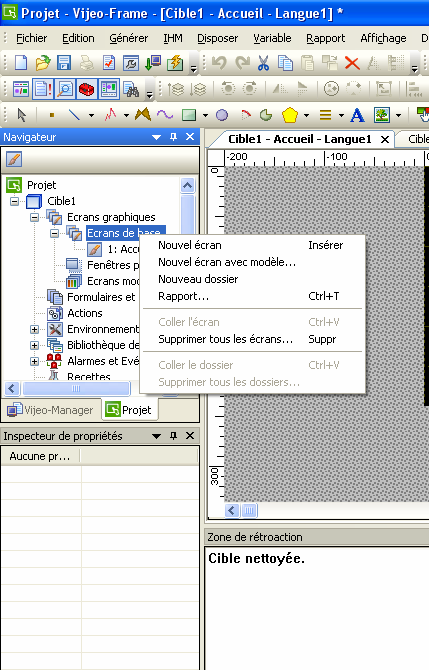 Projet - Vijeo-Frame - [Cible1 - Accueil - Langue1] *
Fichier Edition Générer IHM Disposer Variable Rapport Affichage
Navigateur
Cible1 - Accueil - Langue1
-200 -100
0
Projet
Cible1
Ecrans graphiques
Ecrans de base
1: Acc
Fenêtres p
Ecrans mod
Formulaires et
Actions
Environnement
Bibliothèque de
Alarmes et Evé
Recettes
Nouvel écran Insérer
Nouvel écran avec modèle...
Nouveau dossier
Rapport... Ctrl+T
Coller l'écran Ctrl+V
Supprimer tous les écrans... Suppr
Coller le dossier Ctrl+V
Supprimer tous les dossiers...
Vijeo-Manager Projet
Inspecteur de propriétés
Aucune pr...
300
Zone de rétroaction
Cible nettoyée.